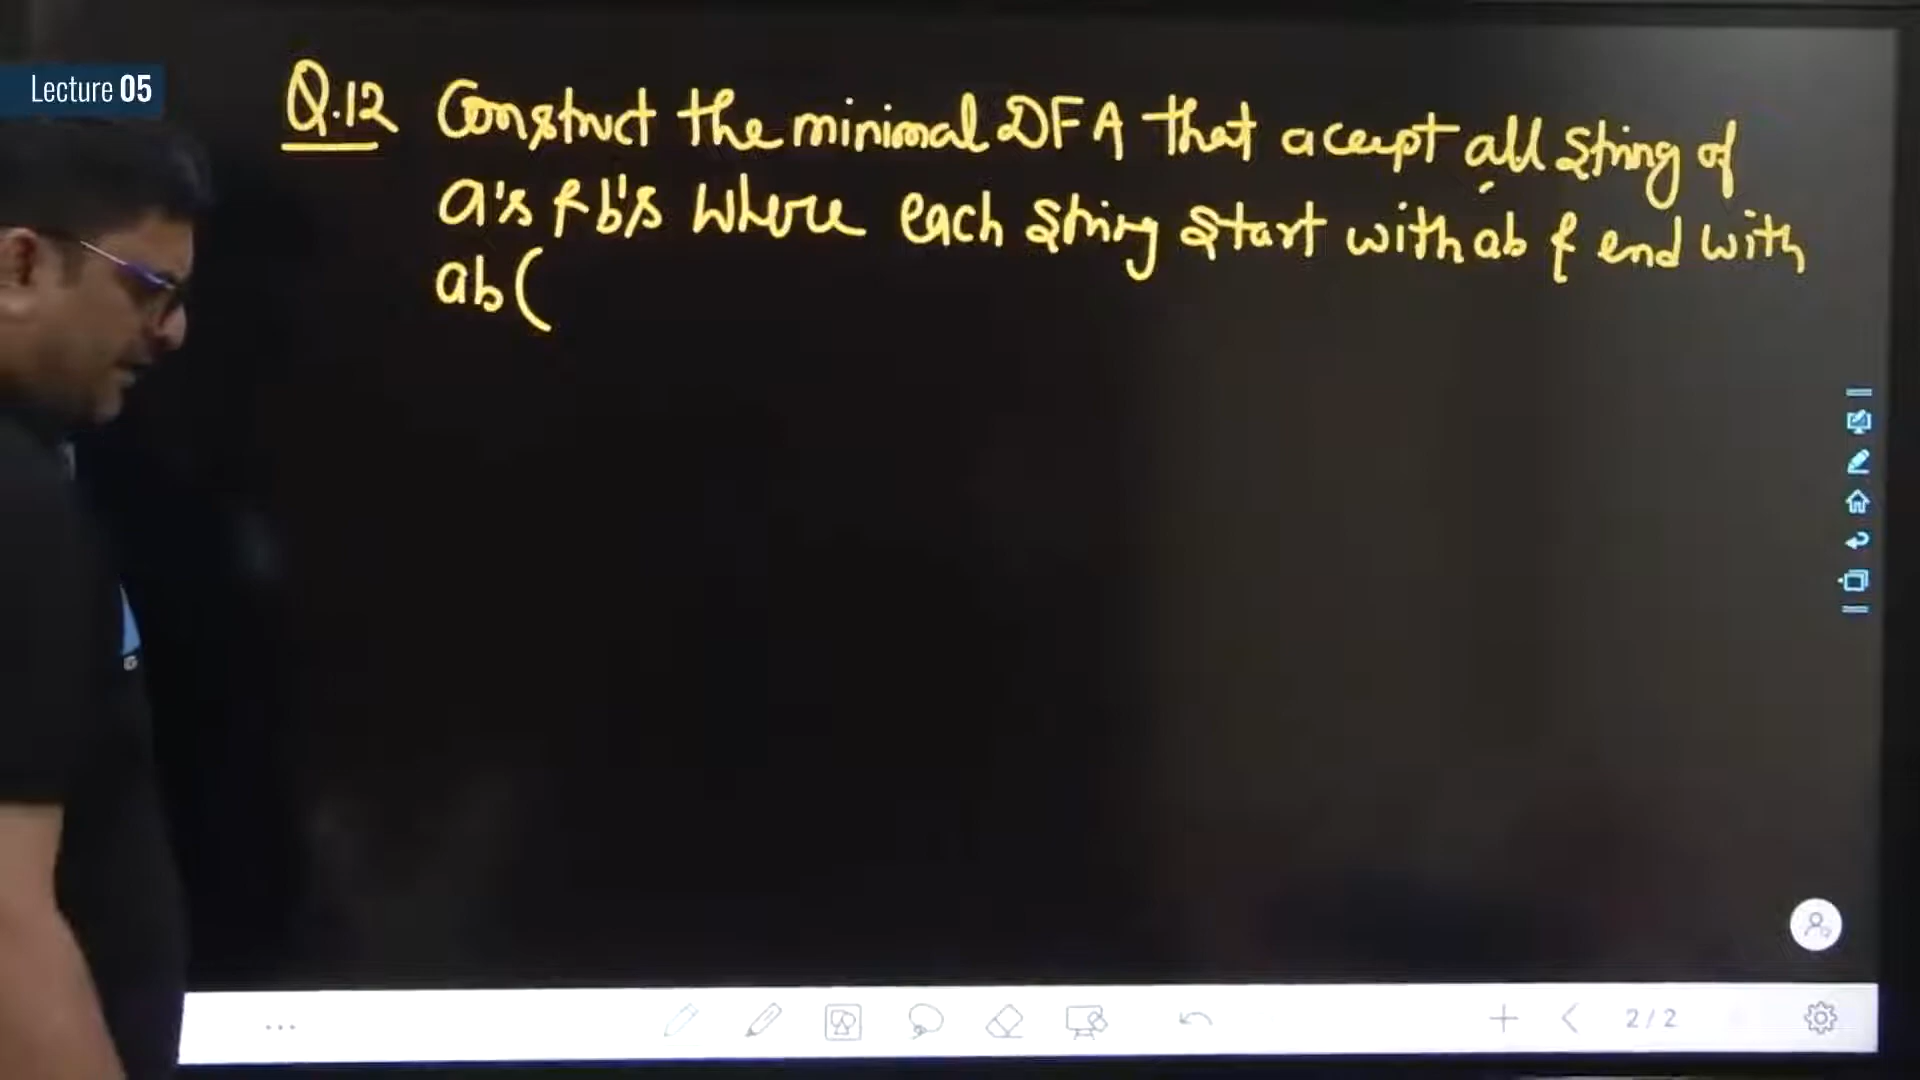 Lecture 05
Q.12 Construct the minimal DFA that acept all string of
a's & b's where each string start with ab & end with
ab (
2/2